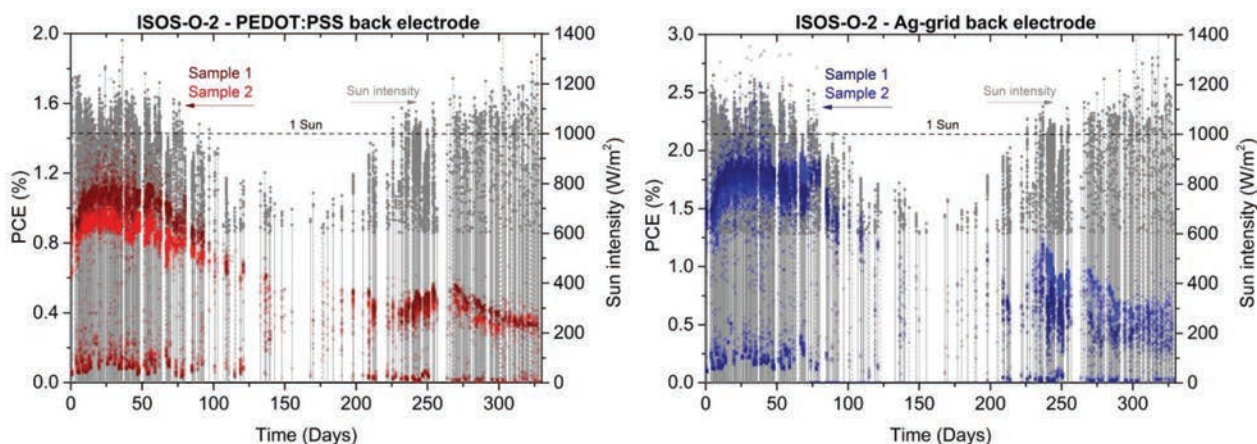 ISOS-O-2 - PEDOT:PSS back electrode
PCE (%)
2.0
1.6
1.2
0.8
0.4
0.0
Sample 1
Sample 2
Sun intensity
1 Sun
1400
1200
1000
800
600
400
200
0
Sun intensity (W/m²)
0 50 100 150 200 250 300
Time (Days)
ISOS-O-2 - Ag-grid back electrode
PCE (%)
3.0
2.5
2.0
1.5
1.0
0.5
0.0
Sample 1
Sample 2
Sun intensity
1 Sun
1400
1200
1000
800
600
400
200
0
Sun intensity (W/m²)
0 50 100 150 200 250 300
Time (Days)